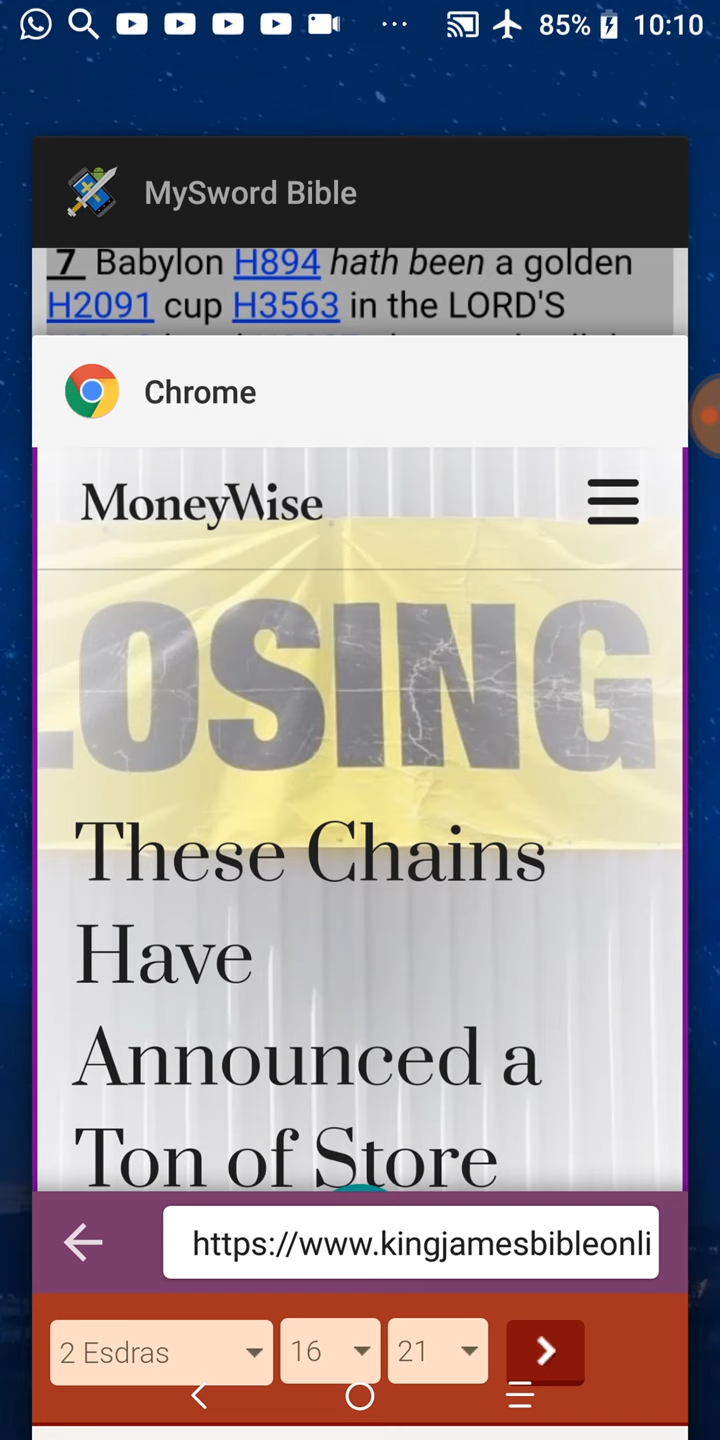 85% 10:10
MySword Bible
7 Babylon H894 hath been a golden
H2091 cup H3563 in the LORD'S
Chrome
MoneyWise
LOSING
These Chains
Have
Announced a
Ton of Store
https://www.kingjamesbibleonli
2 Esdras 16 21